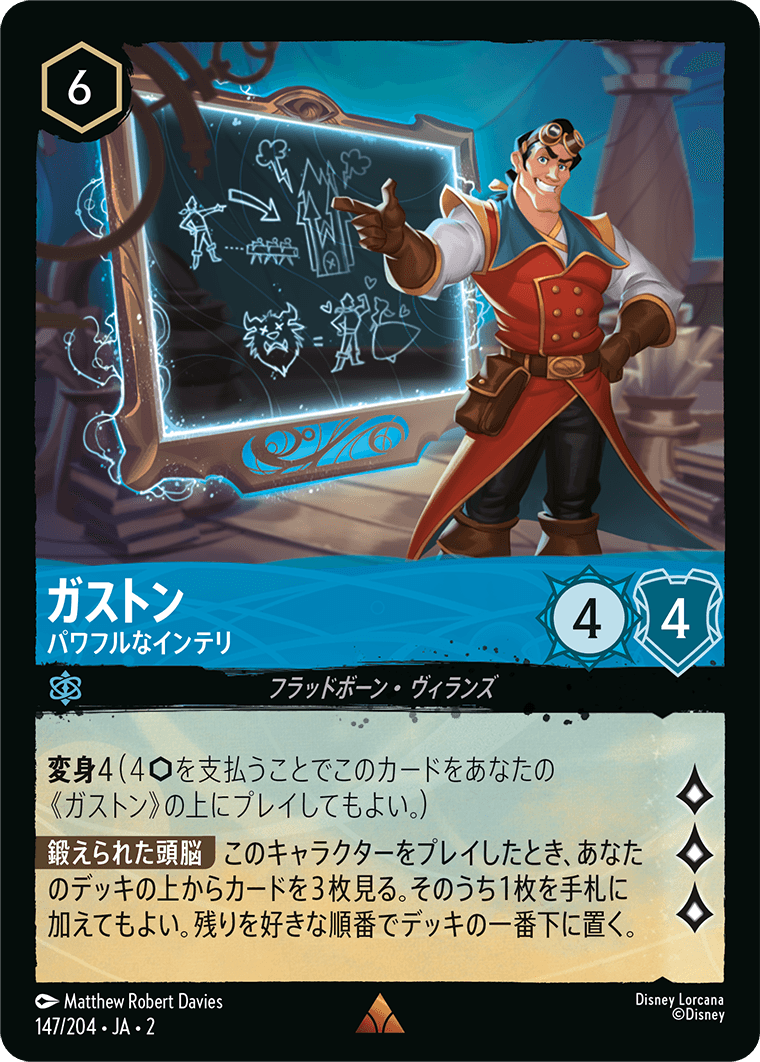 6
ガストン
パワフルなインテリ
4 4
フラッドボーン・ヴィランズ
変身4(4⬡を支払うことでこのカードをあなたの
《ガストン》の上にプレイしてもよい。)
鍛えられた頭脳 このキャラクターをプレイしたとき、あなた
のデッキの上からカードを3枚見る。そのうち1枚を手札に
加えてもよい。残りを好きな順番でデッキの一番下に置く。
Matthew Robert Davies
147/204・JA・2
Disney Lorcana
©Disney